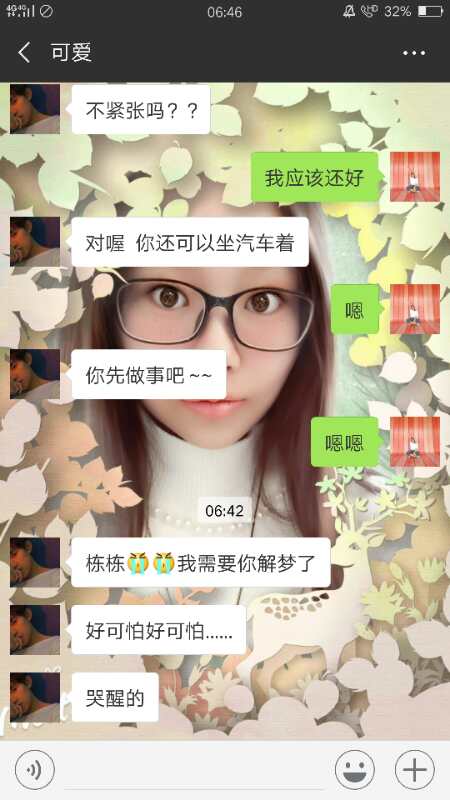 4G 4G 06:46 HD 32%
可爱
不紧张吗？？
我应该还好
对喔 你还可以坐汽车着
嗯
你先做事吧~~
嗯嗯
06:42
栋栋😭😭我需要你解梦了
好可怕好可怕......
哭醒的